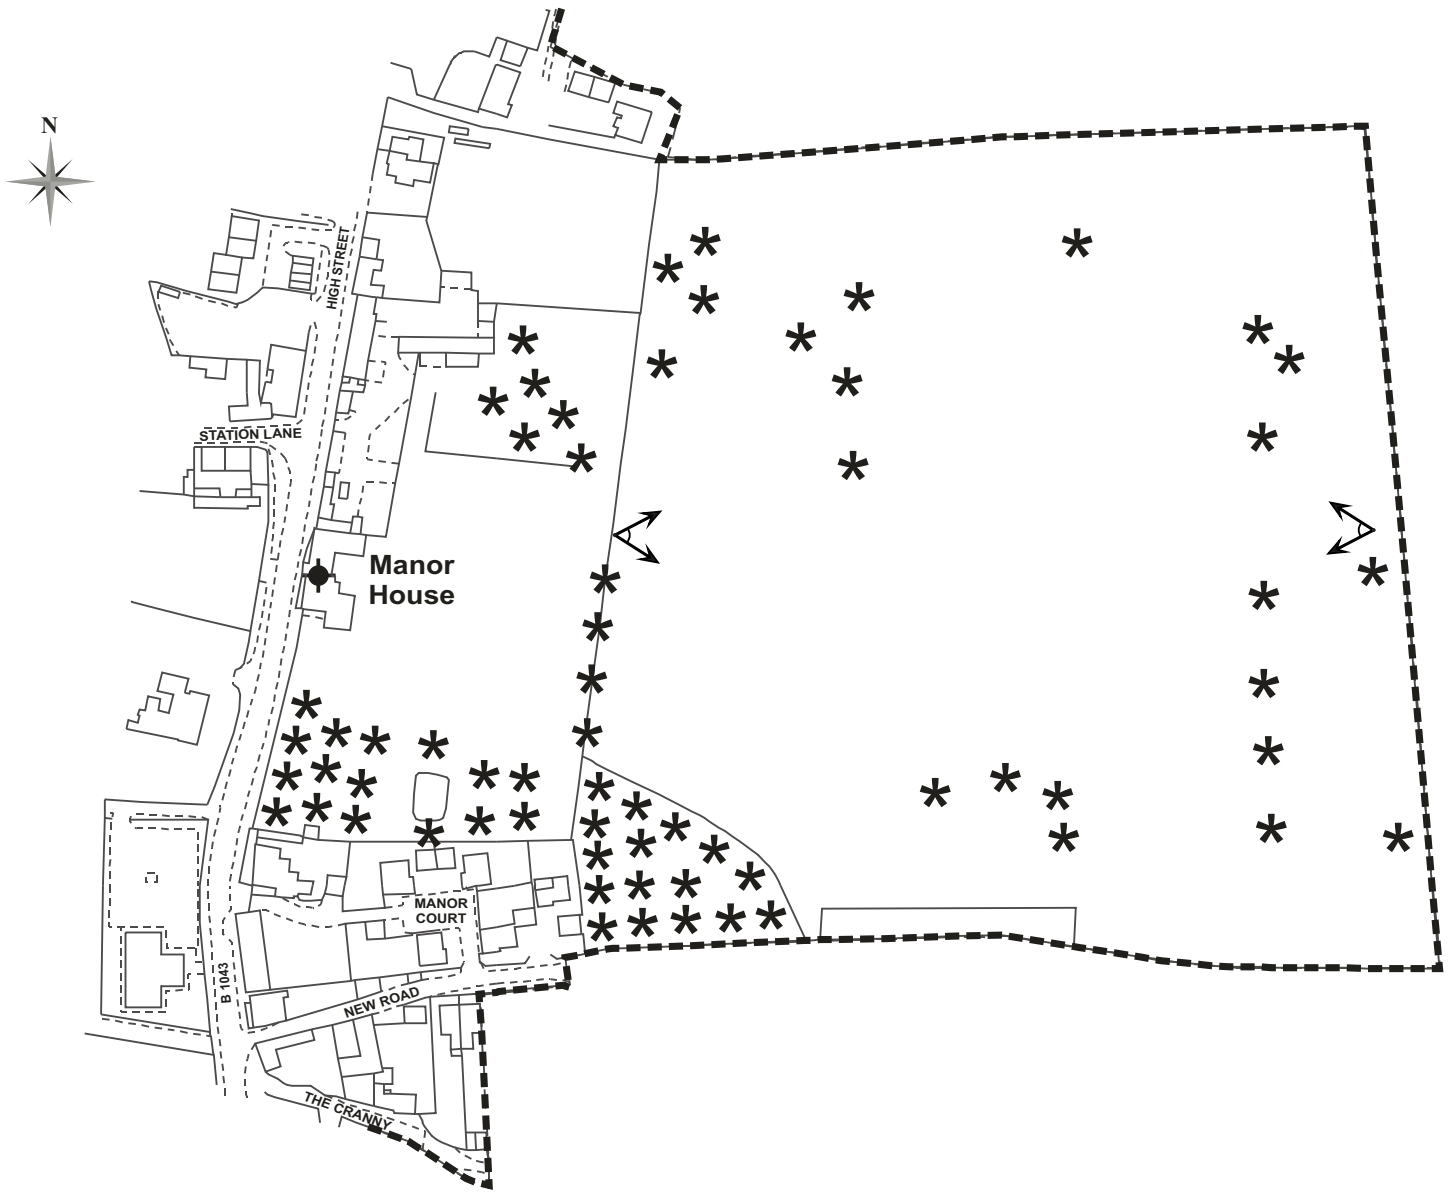 N
HIGH STREET
STATION LANE
Manor
House
MANOR
COURT
B 1043
NEW ROAD
THE CRANNY